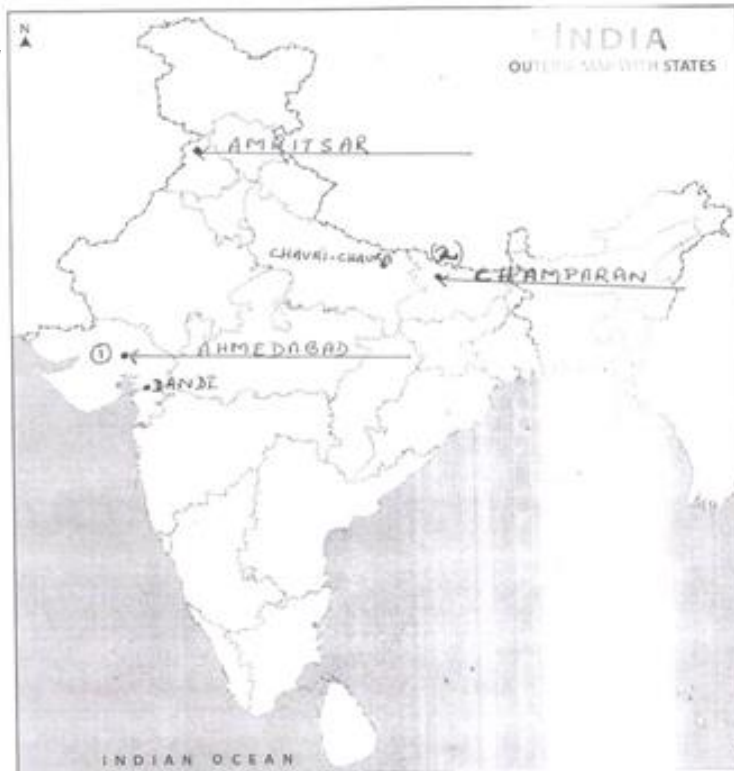 N
INDIA
OUTLINE MAP WITH STATES
AMRITSAR
CHAURI-CHAURA
(2)
CHAMPARAN
① AHMEDABAD
DANDI
INDIAN OCEAN